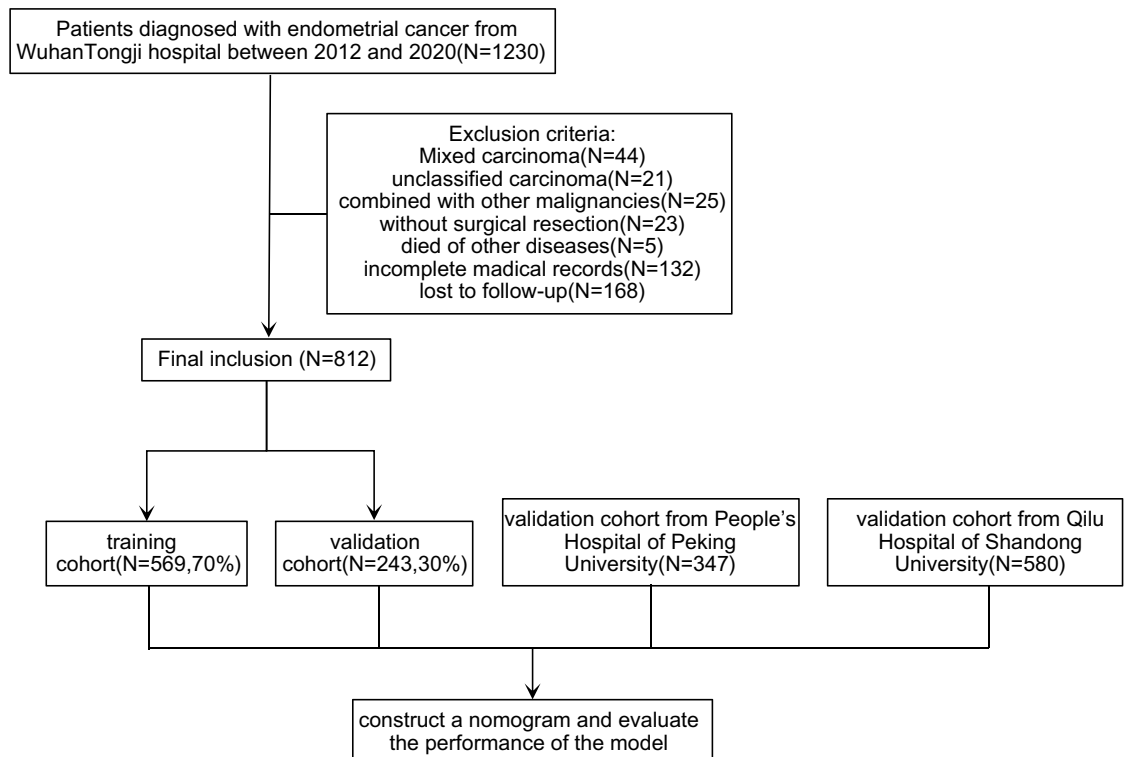 Patients diagnosed with endometrial cancer from
WuhanTongji hospital between 2012 and 2020(N=1230)
Exclusion criteria:
Mixed carcinoma(N=44)
unclassified carcinoma(N=21)
combined with other malignancies(N=25)
without surgical resection(N=23)
died of other diseases(N=5)
incomplete madical records(N=132)
lost to follow-up(N=168)
Final inclusion (N=812)
training
cohort(N=569,70%)
validation
cohort(N=243,30%)
validation cohort from People's
Hospital of Peking
University(N=347)
validation cohort from Qilu
Hospital of Shandong
University(N=580)
construct a nomogram and evaluate
the performance of the model